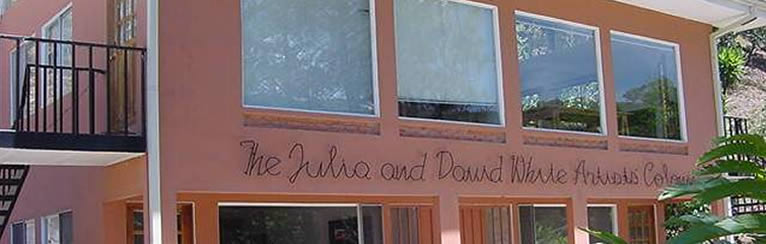 The Julia and David White Artists' Colony